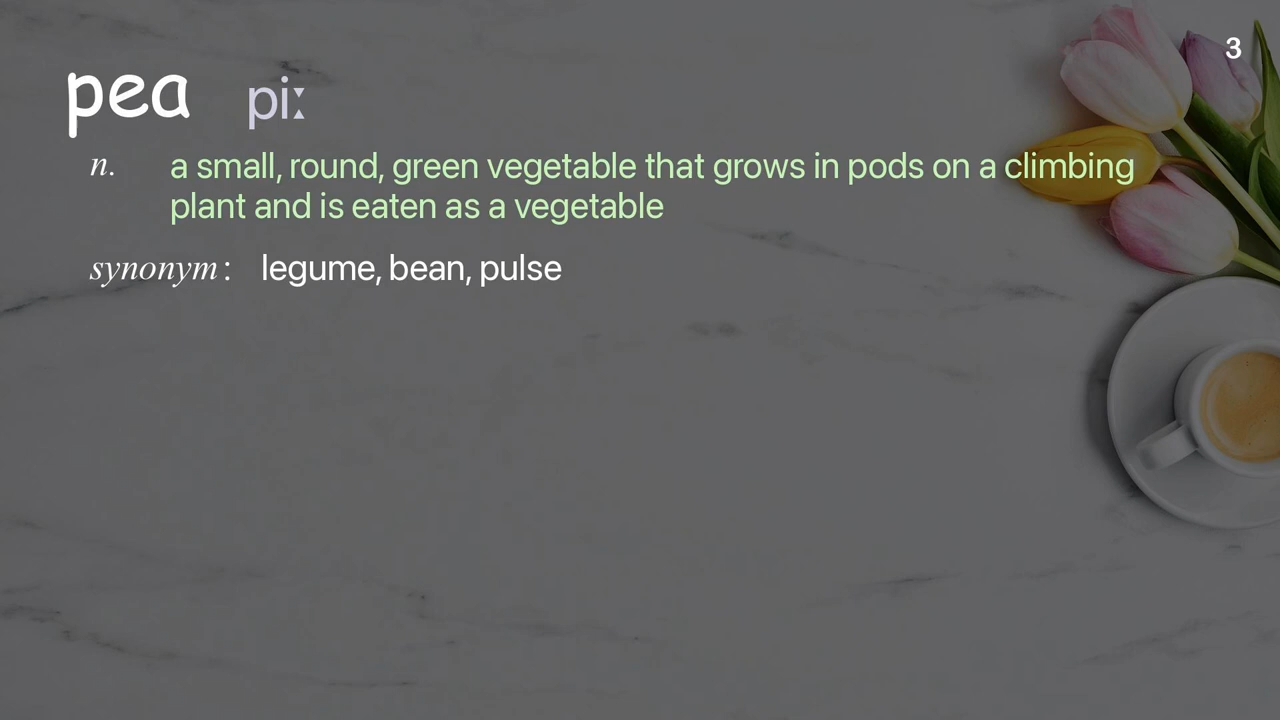 3
pea piː
n. a small, round, green vegetable that grows in pods on a climbing
plant and is eaten as a vegetable
synonym: legume, bean, pulse